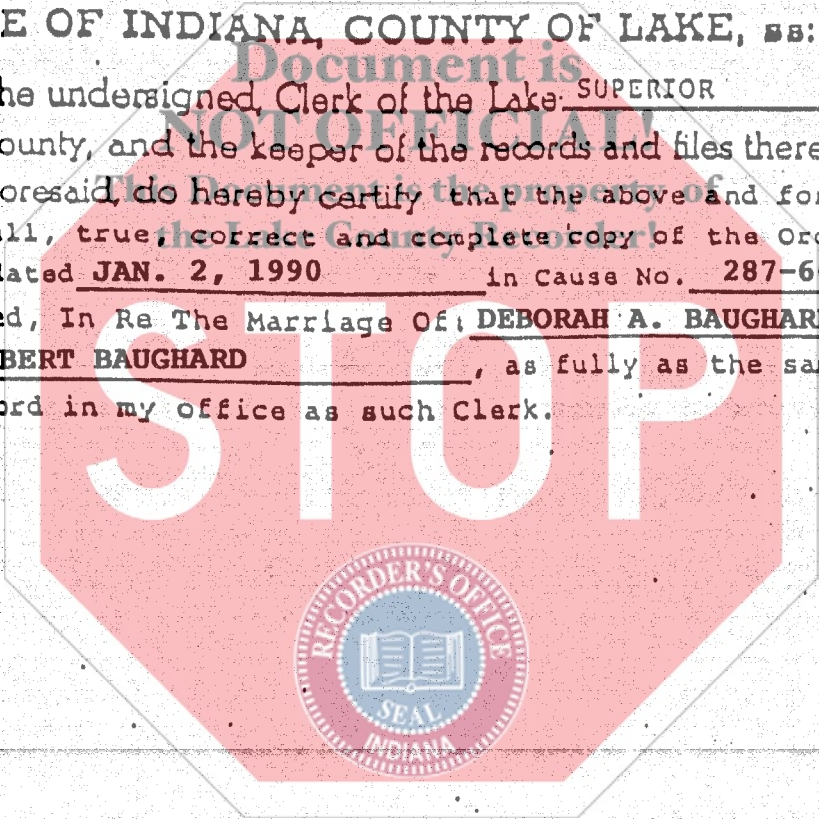 E OF INDIANA, COUNTY OF LAKE, ss:
Document is
he undersigned, Clerk of the Lake SUPERIOR
NOT OFFICIAL!
ounty, and the keeper of the records and files there
This Document is the property of
oresaid, do hereby certify that the above and for
the Lake County Recorder!
ll, true, correct and complete copy of the Ord
ated JAN. 2, 1990 in Cause No. 287-6
ed, In Re The Marriage Of: DEBORAH A. BAUGHAR
BERT BAUGHARD, as fully as the sa
ord in my office as such Clerk.
STOP
RECORDER'S OFFICE
SEAL
INDIANA